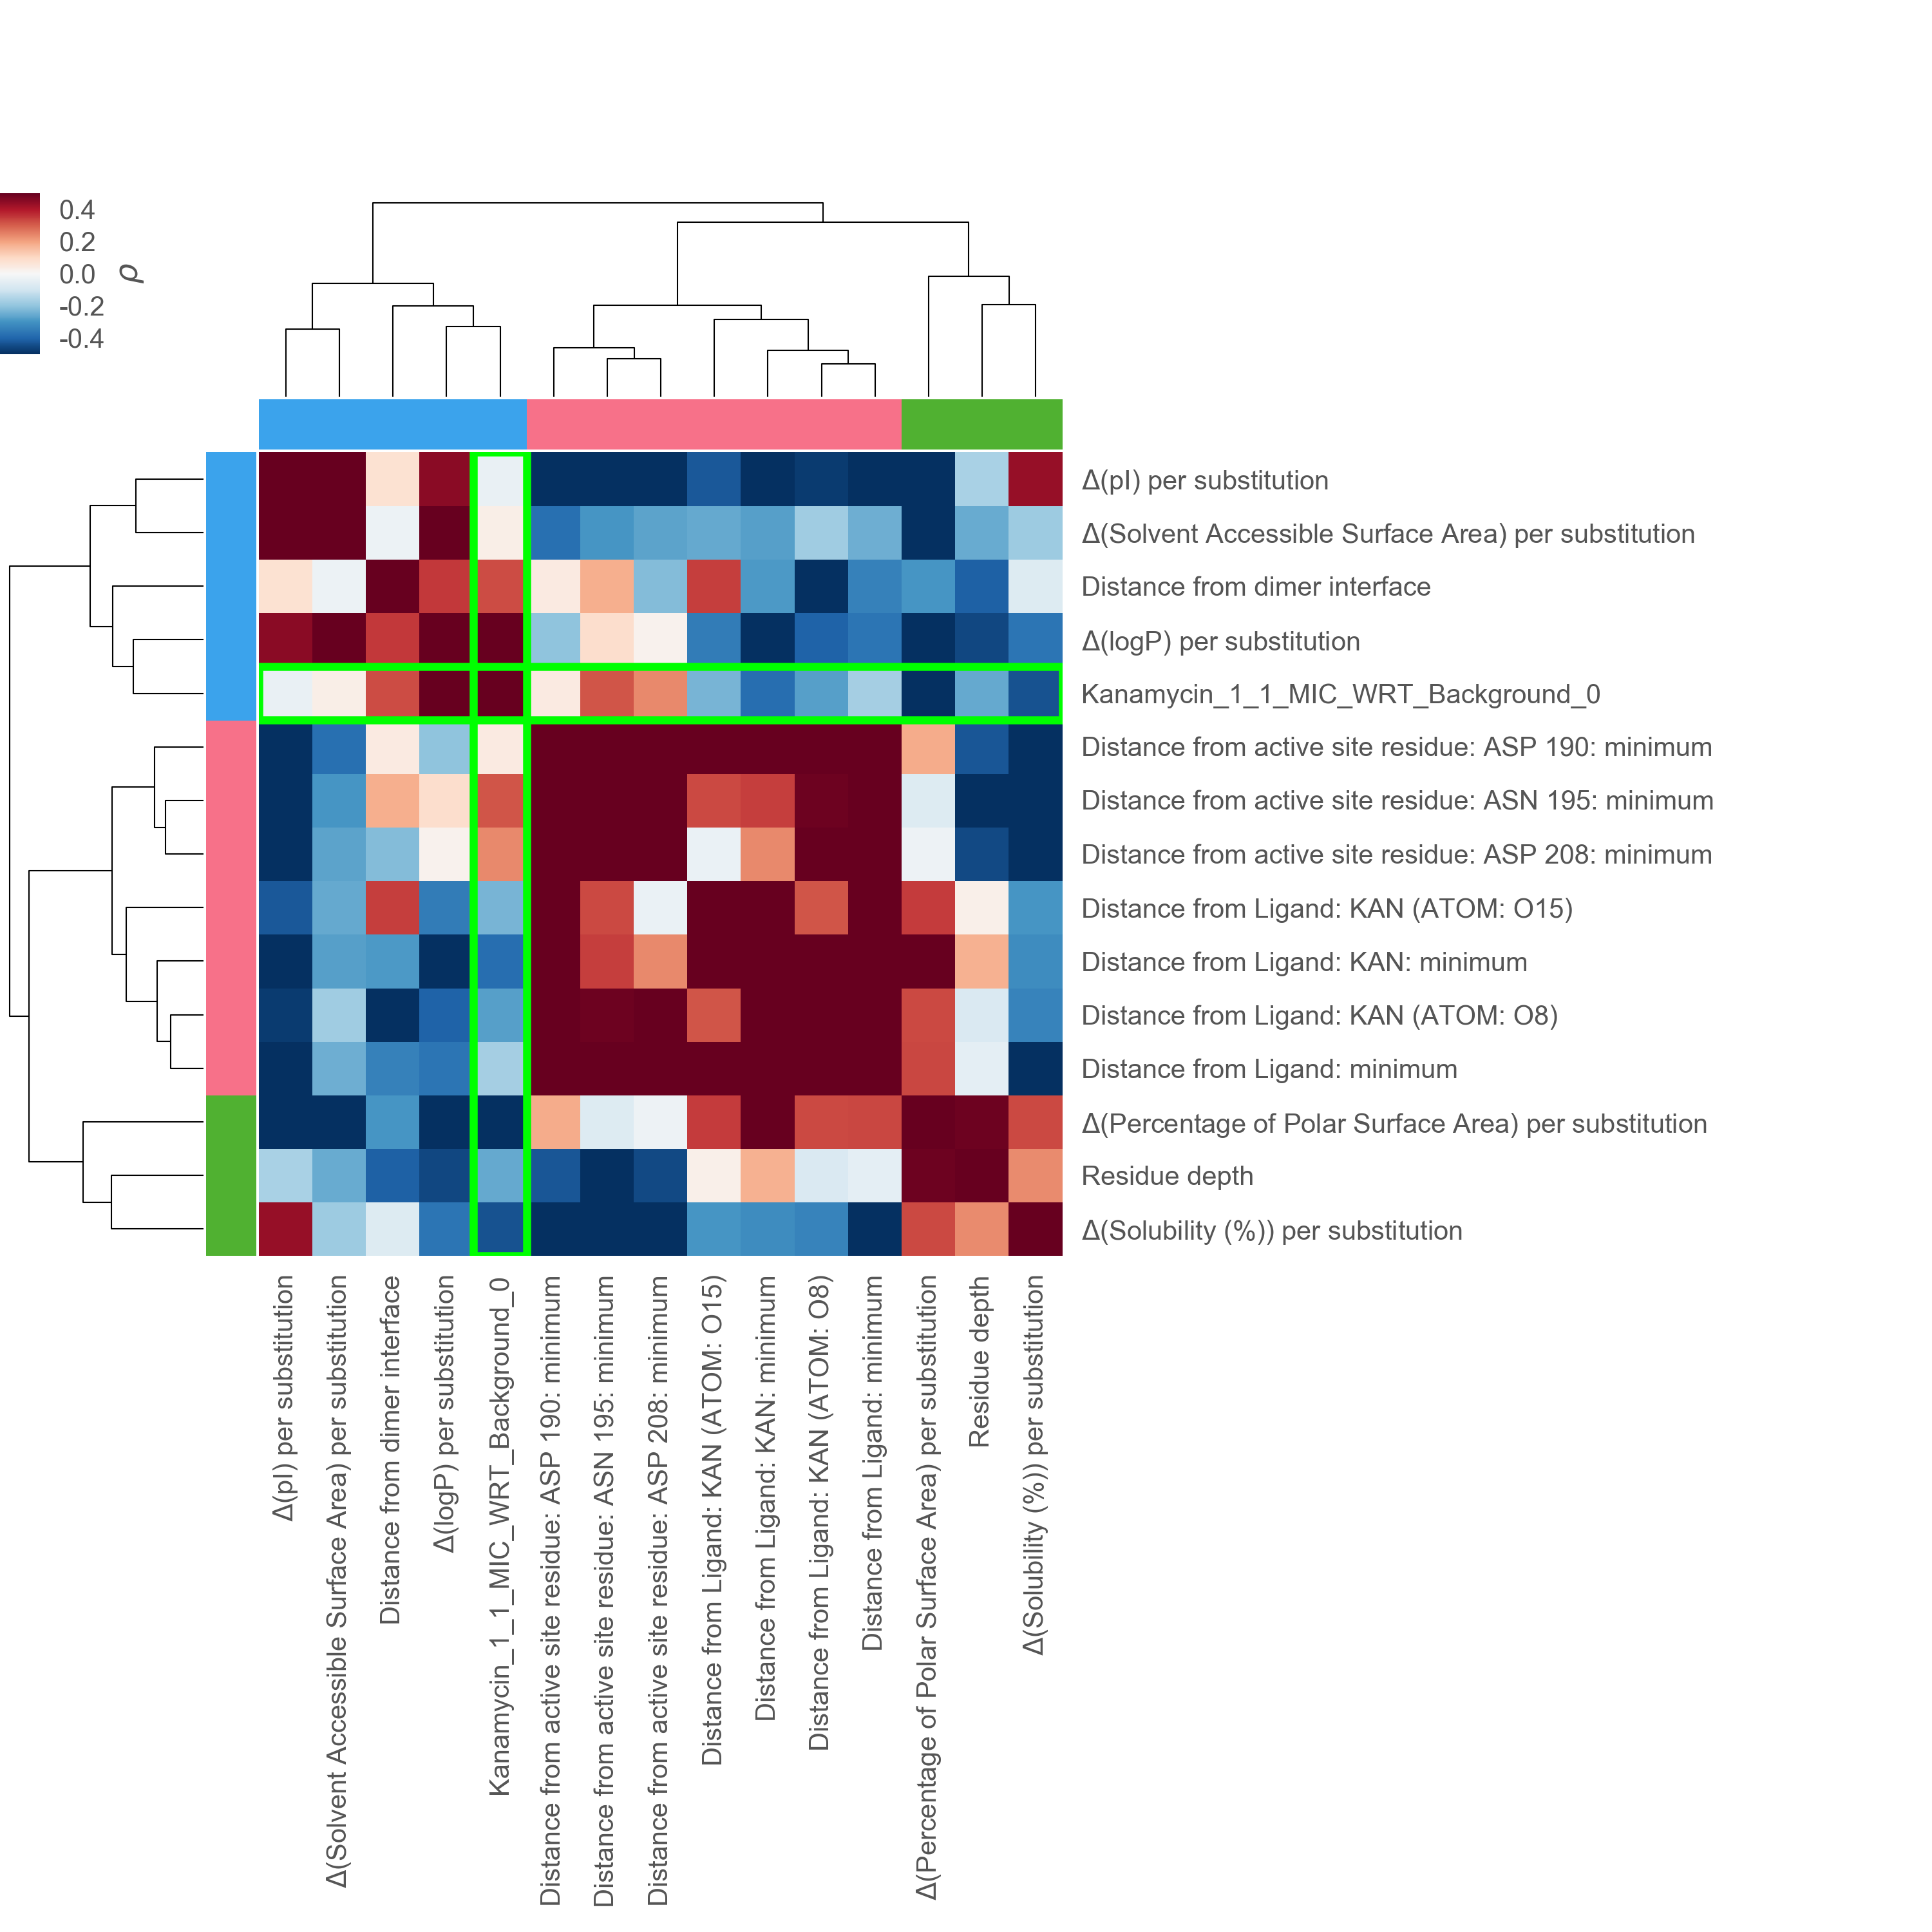 0.4
0.2
0.0
-0.2
-0.4
ρ
Δ(pI) per substitution
Δ(Solvent Accessible Surface Area) per substitution
Distance from dimer interface
Δ(logP) per substitution
Kanamycin_1_1_MIC_WRT_Background_0
Distance from active site residue: ASP 190: minimum
Distance from active site residue: ASN 195: minimum
Distance from active site residue: ASP 208: minimum
Distance from Ligand: KAN (ATOM: O15)
Distance from Ligand: KAN: minimum
Distance from Ligand: KAN (ATOM: O8)
Distance from Ligand: minimum
Δ(Percentage of Polar Surface Area) per substitution
Residue depth
Δ(Solubility (%)) per substitution
Δ(pI) per substitution
Δ(Solvent Accessible Surface Area) per substitution
Distance from dimer interface
Δ(logP) per substitution
Kanamycin_1_1_MIC_WRT_Background_0
Distance from active site residue: ASP 190: minimum
Distance from active site residue: ASN 195: minimum
Distance from active site residue: ASP 208: minimum
Distance from Ligand: KAN (ATOM: O15)
Distance from Ligand: KAN: minimum
Distance from Ligand: KAN (ATOM: O8)
Distance from Ligand: minimum
Δ(Percentage of Polar Surface Area) per substitution
Residue depth
Δ(Solubility (%)) per substitution